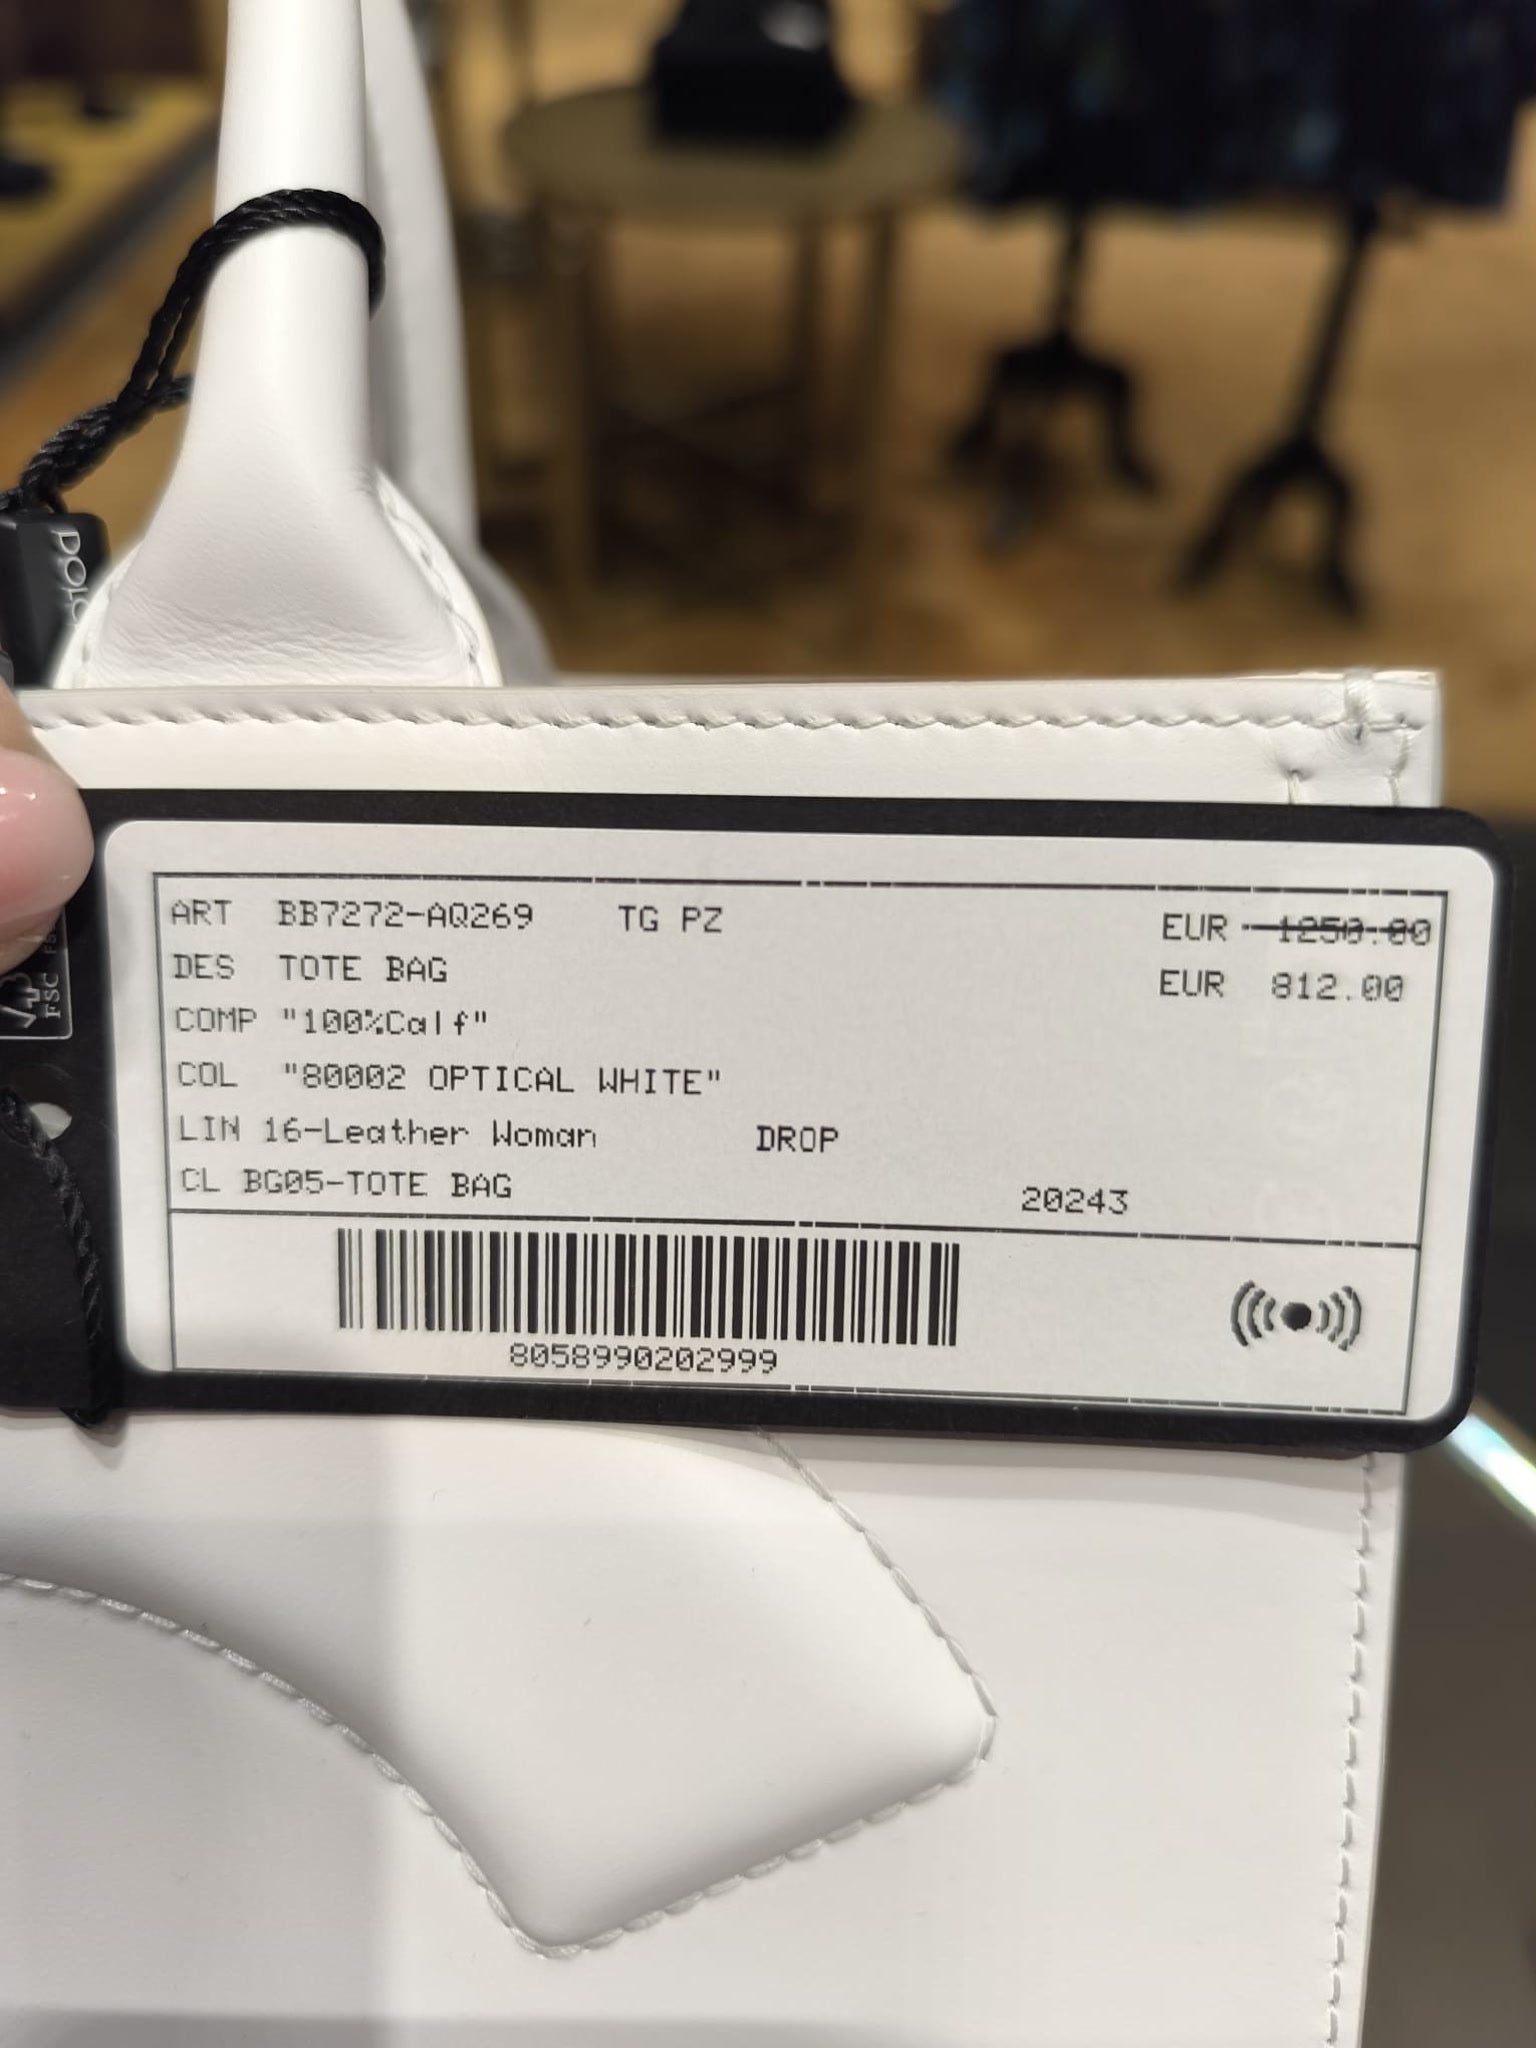 ART BB7272-AQ269 TG PZ EUR 1250.00
DES TOTE BAG EUR 812.00
COMP "100%Calf"
COL "80002 OPTICAL WHITE"
LIN 16-Leather Woman DROP
CL BG05-TOTE BAG 20243
8058990202999
FSC